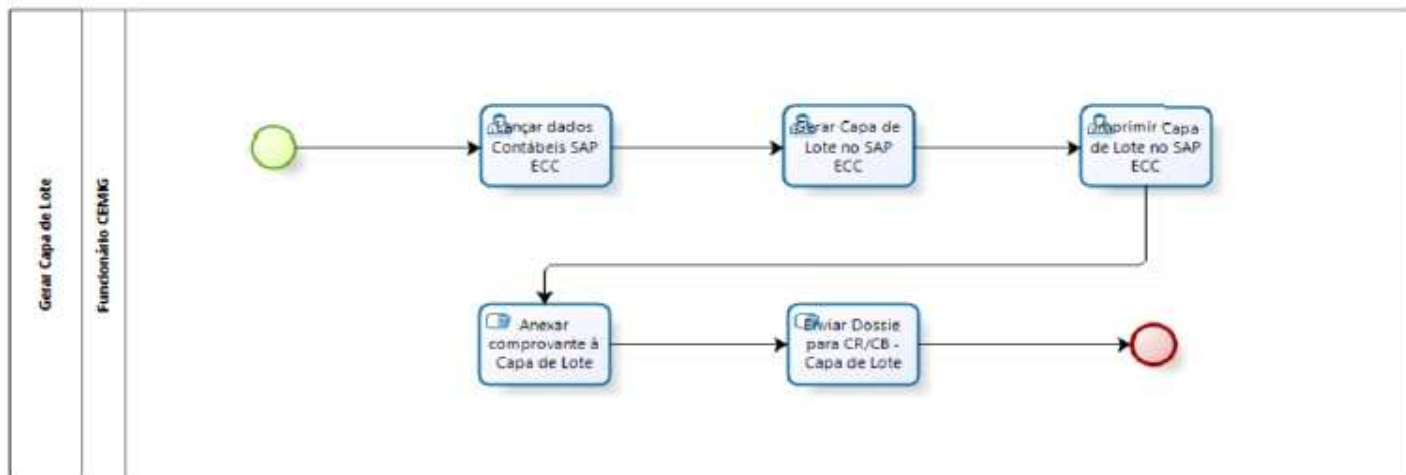 Gerar Capa de Lote
Funcionário CEMIG
Lançar dados
Contábeis SAP
ECC
Gerar Capa de
Lote no SAP
ECC
Imprimir Capa
de Lote no SAP
ECC
Anexar
comprovante à
Capa de Lote
Enviar Dossie
para CR/CB -
Capa de Lote